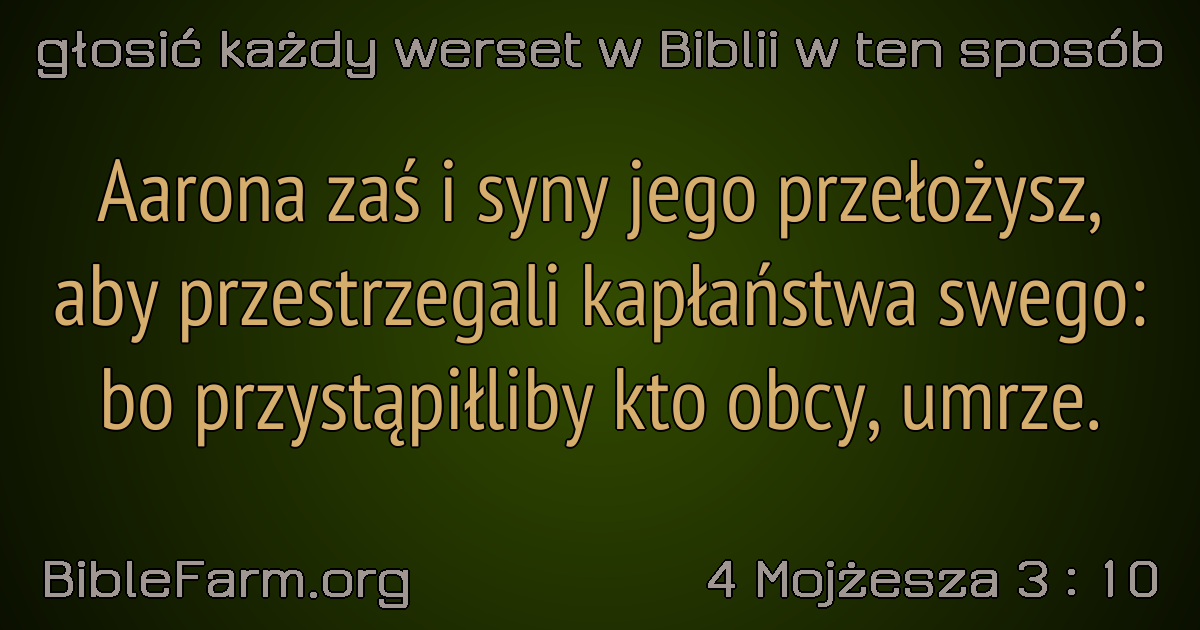 głosić każdy werset w Biblii w ten sposób
Aarona zaś i syny jego przełożysz,
aby przestrzegali kapłaństwa swego:
bo przystąpiłliby kto obcy, umrze.
BibleFarm.org
4 Mojżesza 3 : 10